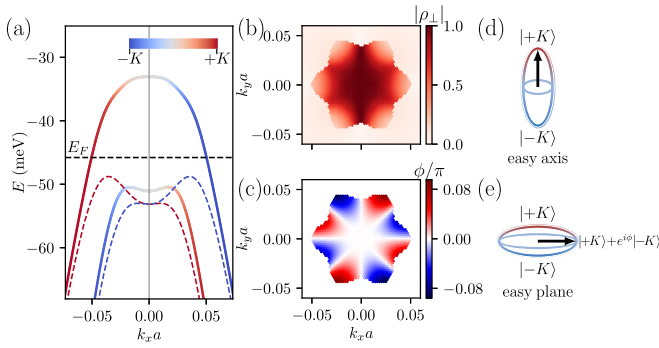 (a)
−K
+K
−30
−40
−50
−60
E (meV)
E_F
−0.05
0.00
0.05
k_x a
(b)
|ρ_⊥|
0.05
0.00
−0.05
k_y a
1.0
0.5
0.0
(c)
ϕ/π
0.05
0.00
−0.05
k_y a
−0.05
0.00
0.05
k_x a
0.08
0.00
−0.08
(d)
|+K⟩
|−K⟩
easy axis
(e)
|+K⟩
|+K⟩+e^{iϕ}|−K⟩
|−K⟩
easy plane